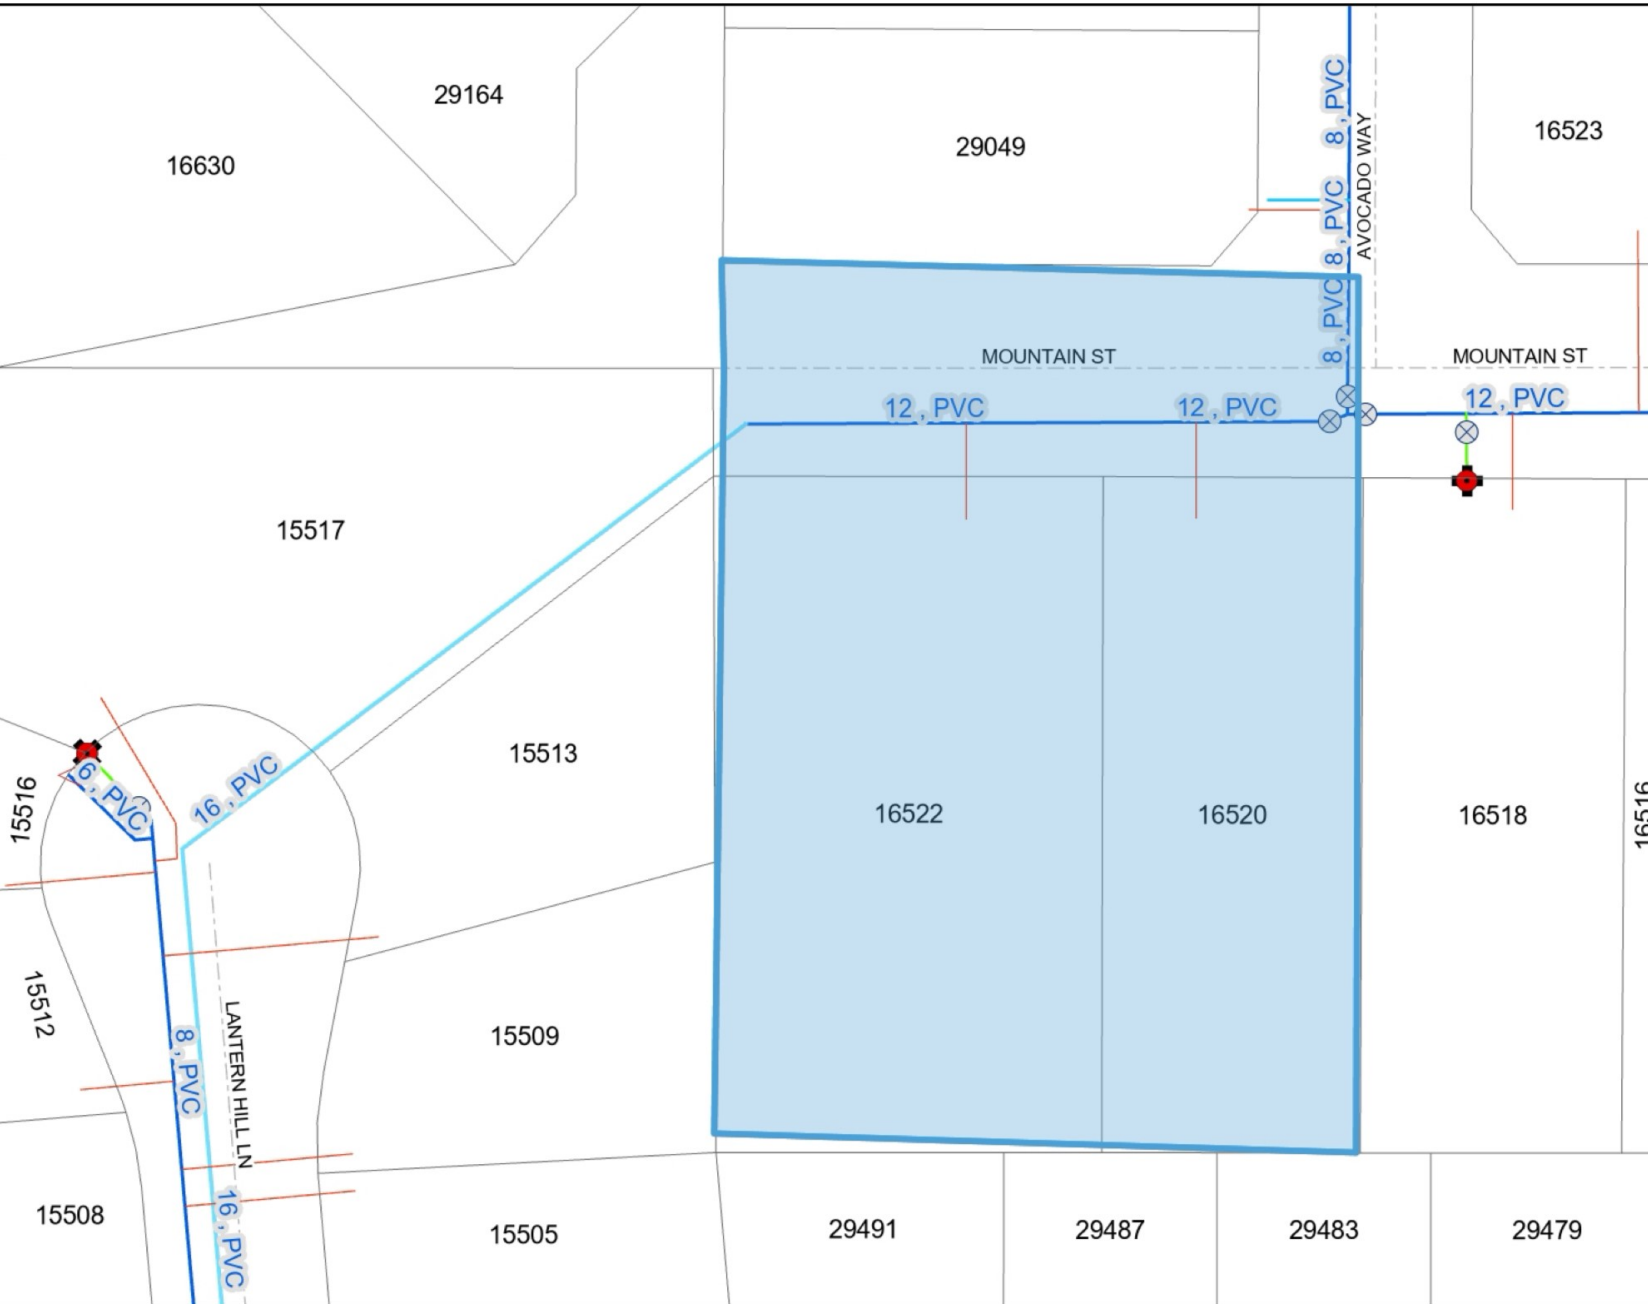 29164
16630
29049
16523
8 , PVC
8 , PVC
8 , PVC
AVOCADO WAY
MOUNTAIN ST
MOUNTAIN ST
12 , PVC
12 , PVC
12 , PVC
15517
15513
16 , PVC
6 , PVC
15516
16522
16520
16518
16516
15512
8 , PVC
LANTERN HILL LN
15509
16 , PVC
15508
15505
29491
29487
29483
29479